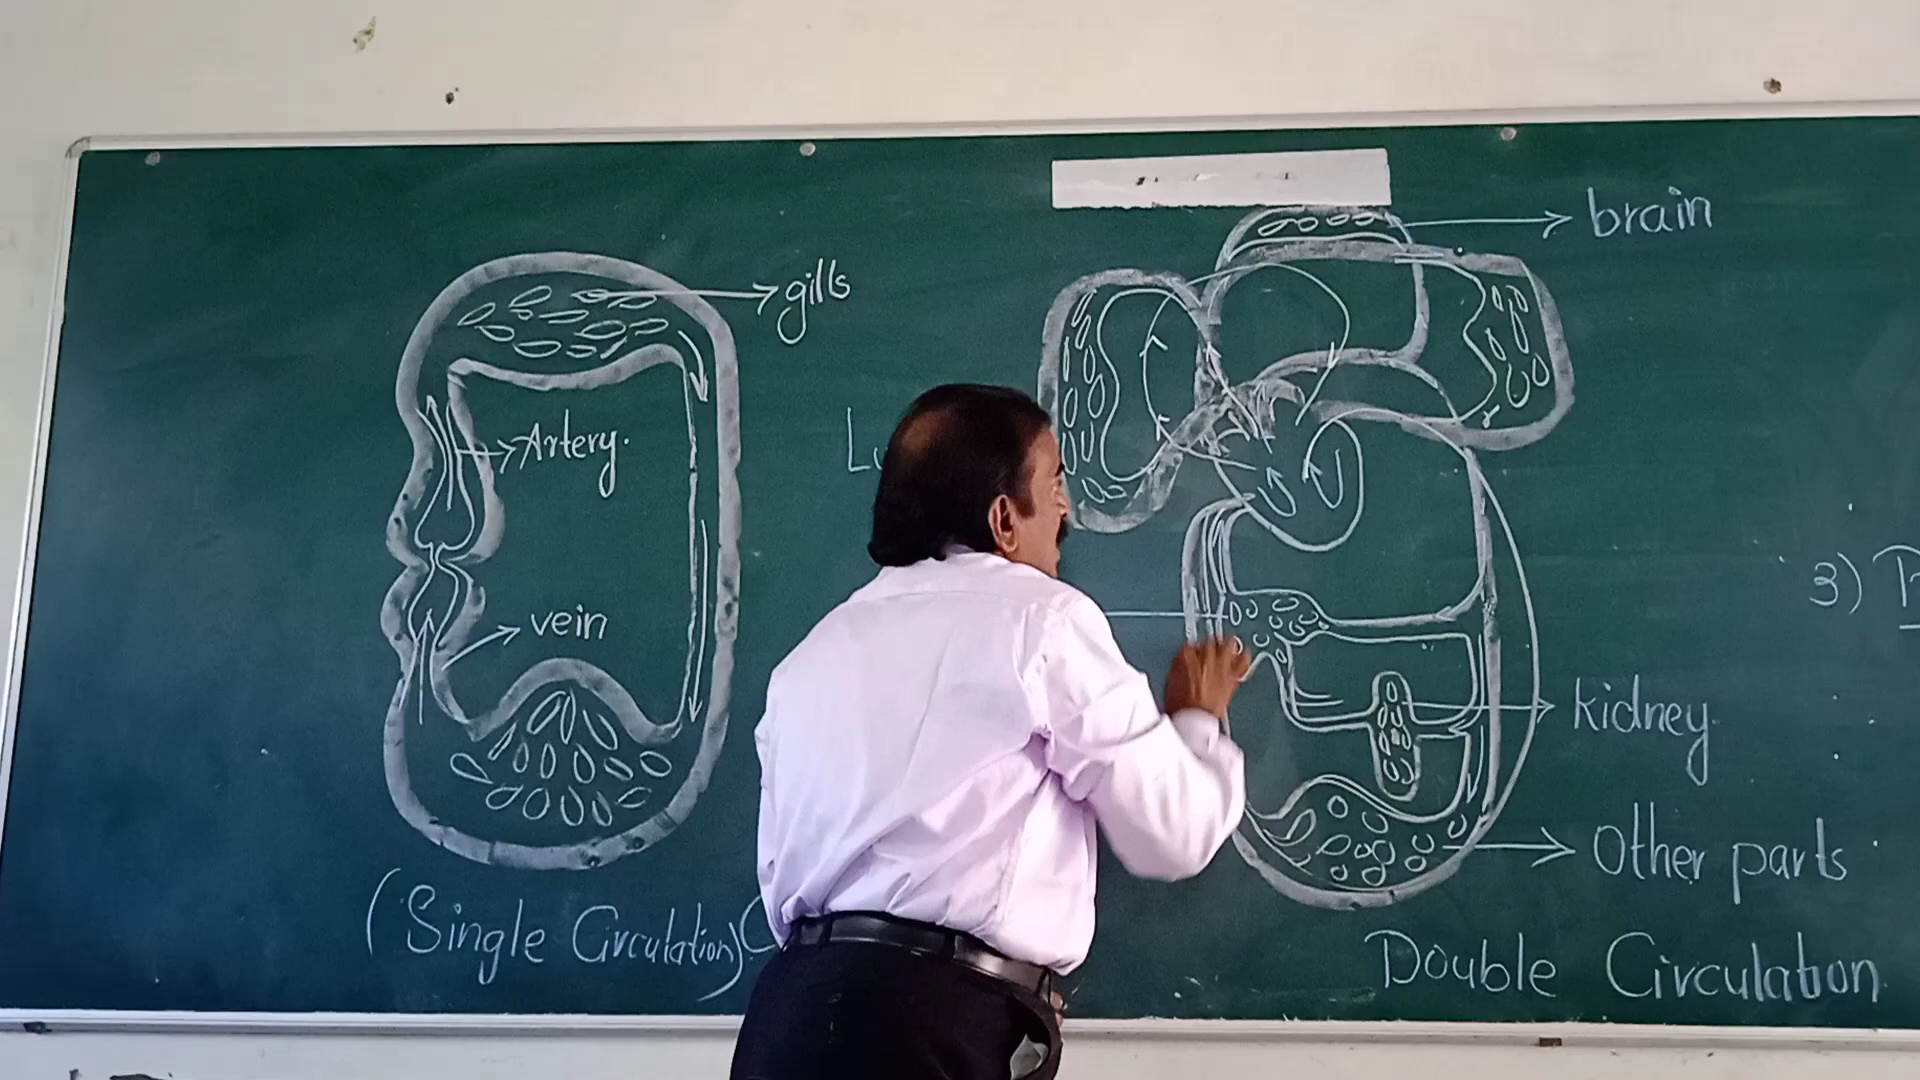 brain
gills
Artery.
vein
3)
kidney
Other parts
(Single Circulation)
Double Circulation